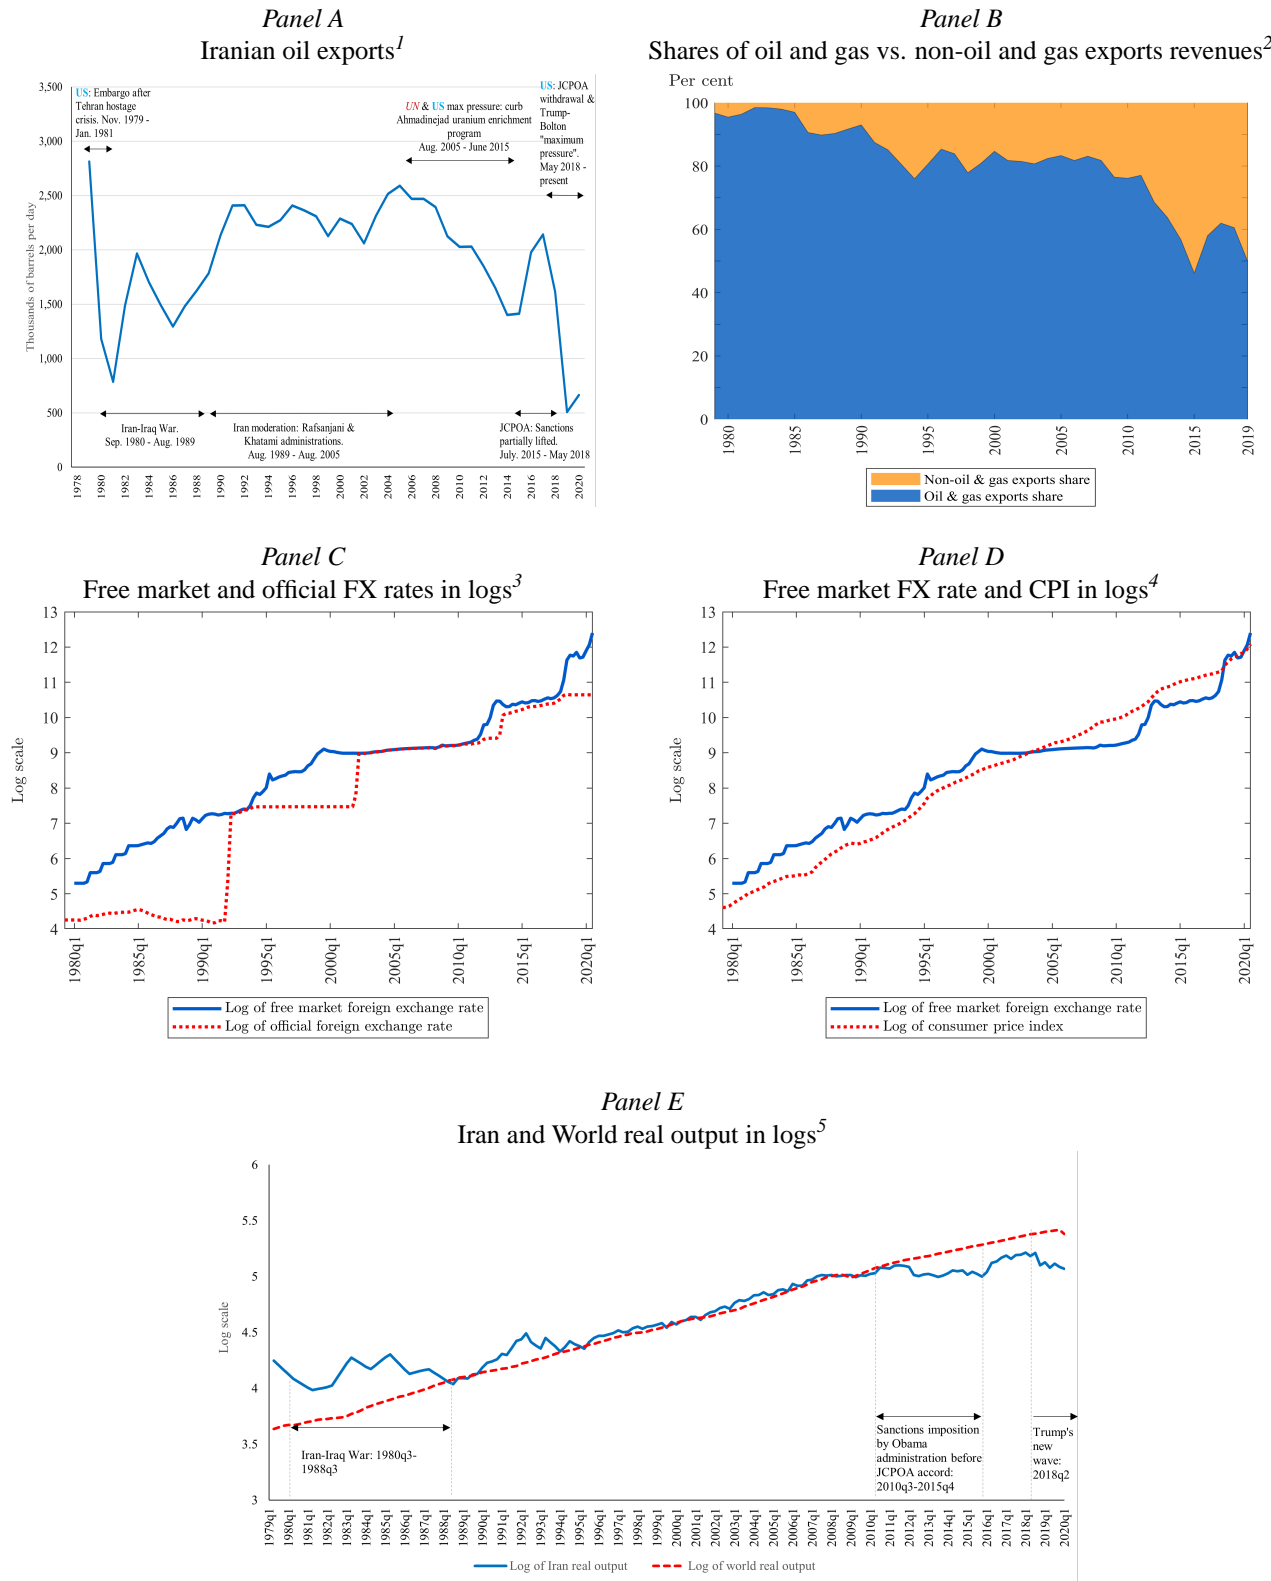 Panel A
Iranian oil exports1
3,500
3,000
2,500
2,000
1,500
1,000
500
0
Thousands of barrels per day
US: Embargo after
Tehran hostage
crisis. Nov. 1979 -
Jan. 1981
UN & US max pressure: curb
Ahmadinejad uranium enrichment
program
Aug. 2005 - June 2015
US: JCPOA
withdrawal &
Trump-
Bolton
"maximum
pressure".
May 2018 -
present
Iran-Iraq War.
Sep. 1980 - Aug. 1989
Iran moderation: Rafsanjani &
Khatami administrations.
Aug. 1989 - Aug. 2005
JCPOA: Sanctions
partially lifted.
July. 2015 - May 2018
1978 1980 1982 1984 1986 1988 1990 1992 1994 1996 1998 2000 2002 2004 2006 2008 2010 2012 2014 2016 2018 2020
Panel B
Shares of oil and gas vs. non-oil and gas exports revenues2
Per cent
100
80
60
40
20
0
1980 1985 1990 1995 2000 2005 2010 2015 2019
Non-oil & gas exports share
Oil & gas exports share
Panel C
Free market and official FX rates in logs3
13
12
11
10
9
8
7
6
5
4
Log scale
1980q1 1985q1 1990q1 1995q1 2000q1 2005q1 2010q1 2015q1 2020q1
Log of free market foreign exchange rate
Log of official foreign exchange rate
Panel D
Free market FX rate and CPI in logs4
13
12
11
10
9
8
7
6
5
4
Log scale
1980q1 1985q1 1990q1 1995q1 2000q1 2005q1 2010q1 2015q1 2020q1
Log of free market foreign exchange rate
Log of consumer price index
Panel E
Iran and World real output in logs5
6
5.5
5
4.5
4
3.5
3
Log scale
Iran-Iraq War: 1980q3-
1988q3
Sanctions imposition
by Obama
administration before
JCPOA accord:
2010q3-2015q4
Trump's
new
wave:
2018q2
1979q1 1980q1 1981q1 1982q1 1983q1 1984q1 1985q1 1986q1 1987q1 1988q1 1989q1 1990q1 1991q1 1992q1 1993q1 1994q1 1995q1 1996q1 1997q1 1998q1 1999q1 2000q1 2001q1 2002q1 2003q1 2004q1 2005q1 2006q1 2007q1 2008q1 2009q1 2010q1 2011q1 2012q1 2013q1 2014q1 2015q1 2016q1 2017q1 2018q1 2019q1 2020q1
Log of Iran real output
Log of world real output